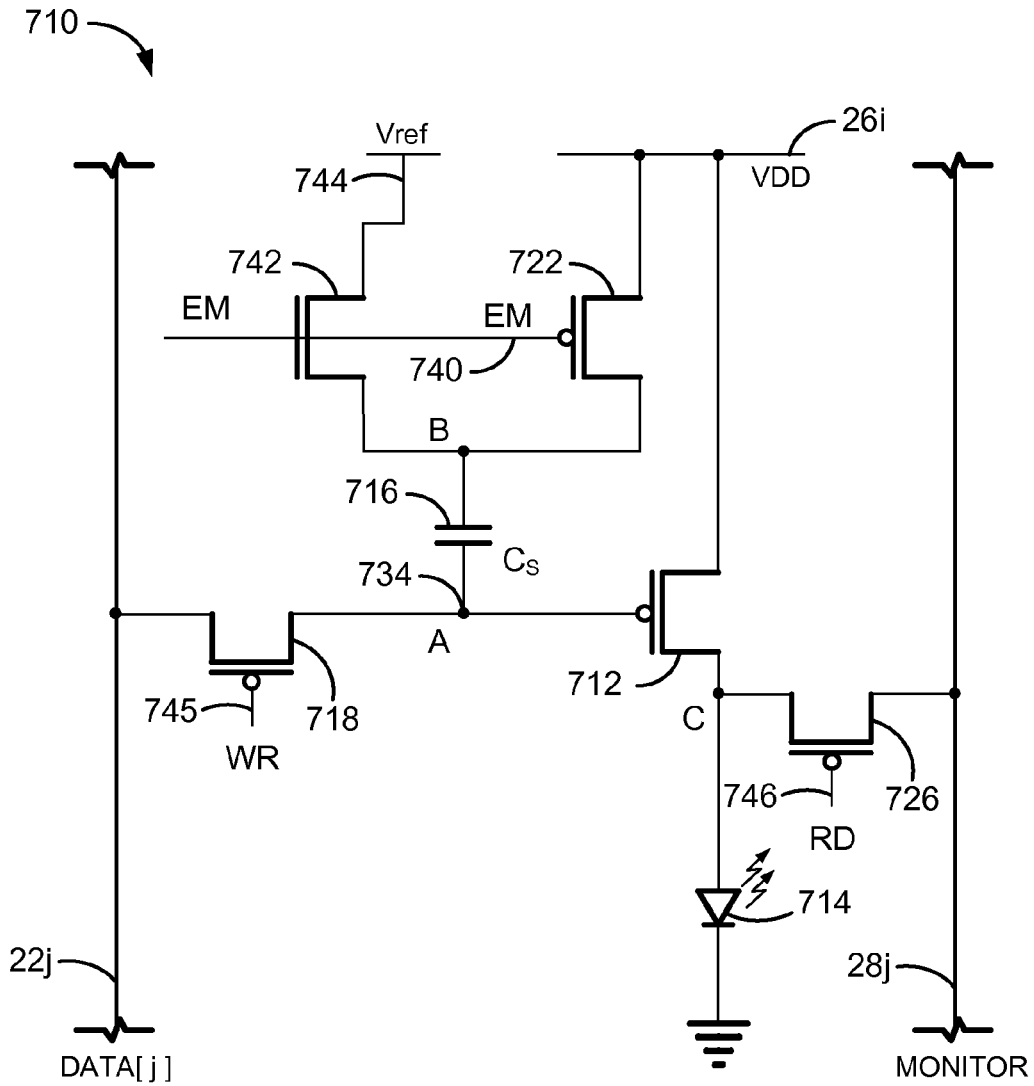 710
Vref
26i
744
VDD
742
722
EM
EM
740
B
716
Cs
734
A
712
745
718
C
WR
746
726
RD
714
22j
28j
DATA[ j ]
MONITOR